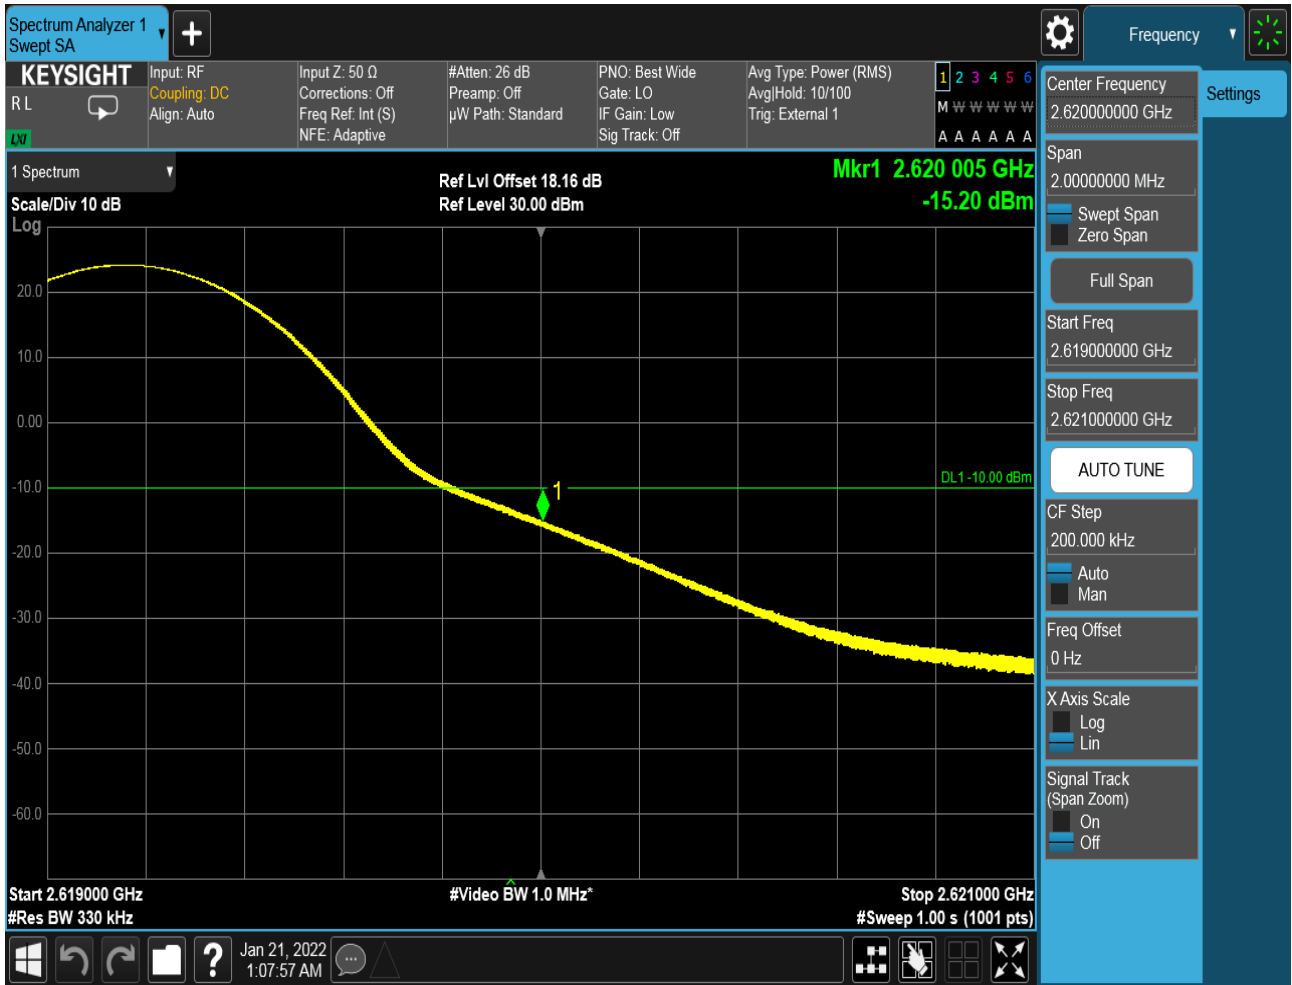 Spectrum Analyzer 1
Swept SA
Frequency
KEYSIGHT
R L
LXI
Input: RF
Coupling: DC
Align: Auto
Input Z: 50 Ω
Corrections: Off
Freq Ref: Int (S)
NFE: Adaptive
#Atten: 26 dB
Preamp: Off
µW Path: Standard
PNO: Best Wide
Gate: LO
IF Gain: Low
Sig Track: Off
Avg Type: Power (RMS)
Avg|Hold: 10/100
Trig: External 1
1 2 3 4 5 6
M W W W W W
A A A A A A
1 Spectrum
Scale/Div 10 dB
Log
Ref Lvl Offset 18.16 dB
Ref Level 30.00 dBm
Mkr1 2.620 005 GHz
-15.20 dBm
20.0
10.0
0.00
-10.0
-20.0
-30.0
-40.0
-50.0
-60.0
DL1 -10.00 dBm
1
Start 2.619000 GHz
#Res BW 330 kHz
#Video BW 1.0 MHz*
Stop 2.621000 GHz
#Sweep 1.00 s (1001 pts)
Jan 21, 2022
1:07:57 AM
Center Frequency
2.620000000 GHz
Settings
Span
2.00000000 MHz
Swept Span
Zero Span
Full Span
Start Freq
2.619000000 GHz
Stop Freq
2.621000000 GHz
AUTO TUNE
CF Step
200.000 kHz
Auto
Man
Freq Offset
0 Hz
X Axis Scale
Log
Lin
Signal Track
(Span Zoom)
On
Off